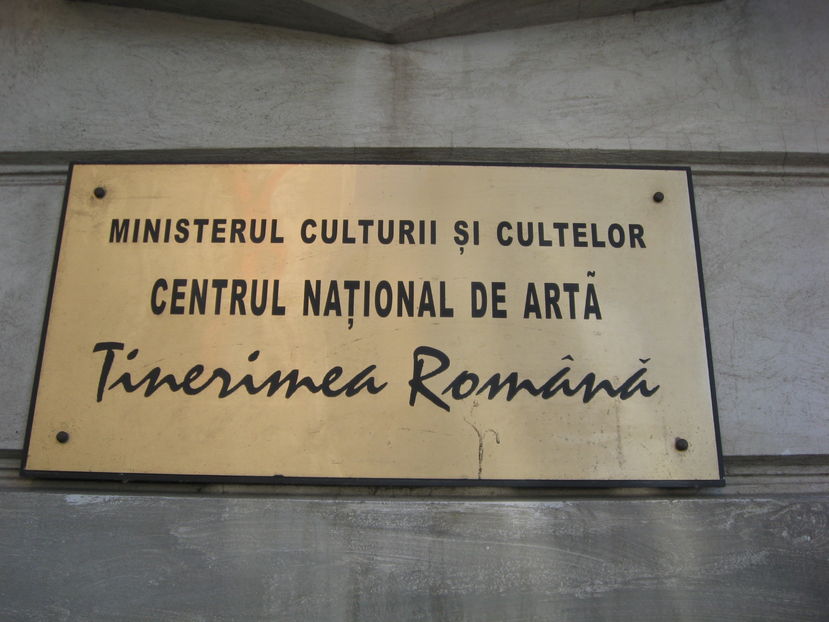 MINISTERUL CULTURII ȘI CULTELOR
CENTRUL NAȚIONAL DE ARTÃ
Tinerimea Română